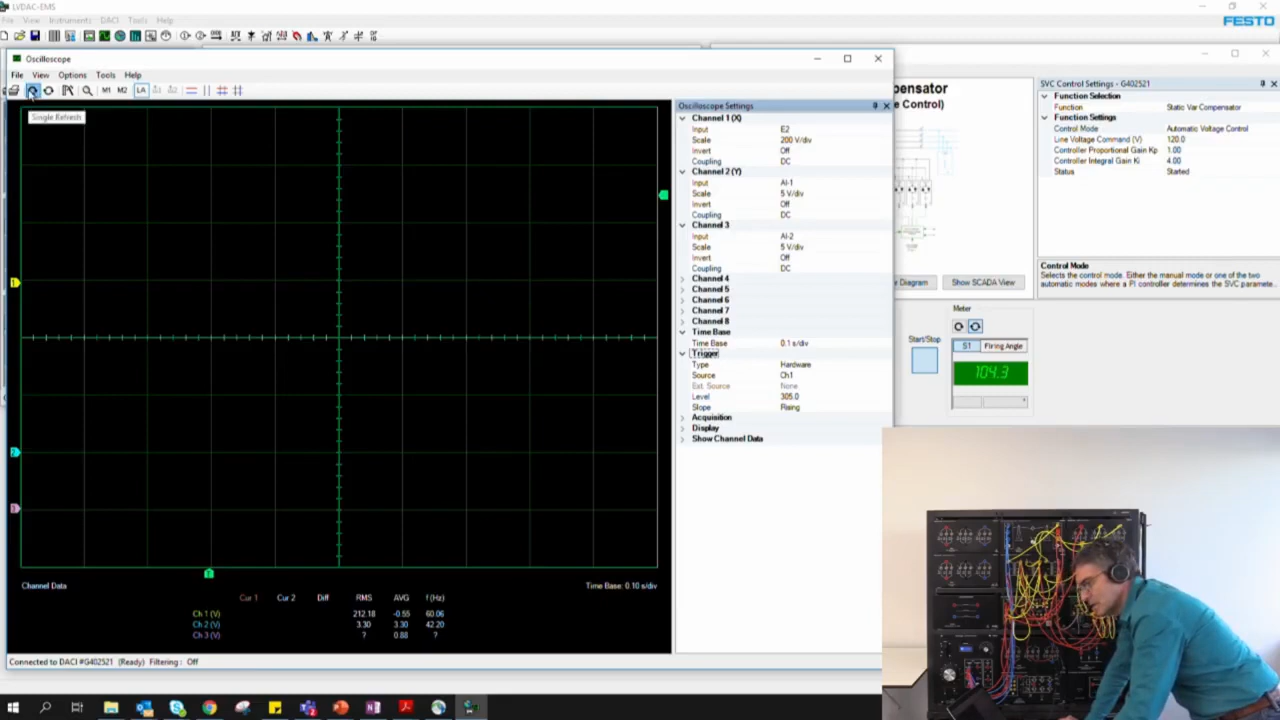 LVDAC-EMS
File View Instruments DACI Tools Help
FESTO
Oscilloscope
File View Options Tools Help
M1 M2 LA
Single Refresh
Oscilloscope Settings
Channel 1 (X)
Input E2
Scale 200 V/div
Invert Off
Coupling DC
Channel 2 (Y)
Input AI-1
Scale 5 V/div
Invert Off
Coupling DC
Channel 3
Input AI-2
Scale 5 V/div
Invert Off
Coupling DC
Channel 4
Channel 5
Channel 6
Channel 7
Channel 8
Time Base
Time Base 0.1 s/div
Trigger
Type Hardware
Source Ch1
Ext. Source None
Level 305.0
Slope Rising
Acquisition
Display
Show Channel Data
Channel Data Time Base: 0.10 s/div
Cur 1 Cur 2 Diff RMS AVG f (Hz)
Ch 1 (V) 212.18 -0.55 60.06
Ch 2 (V) 3.30 3.30 42.20
Ch 3 (V) ? 0.88 ?
Connected to DACI #G402521 (Ready) Filtering : Off
pensator
e Control)
Diagram
Show SCADA View
SVC Control Settings - G402521
Function Selection
Function Static Var Compensator
Function Settings
Control Mode Automatic Voltage Control
Line Voltage Command (V) 120.0
Controller Proportional Gain Kp 1.00
Controller Integral Gain Ki 4.00
Status Started
Control Mode
Selects the control mode. Either the manual mode or one of the two
automatic modes where a PI controller determines the SVC paramete...
Meter
Start/Stop
S1 Firing Angle
104.3